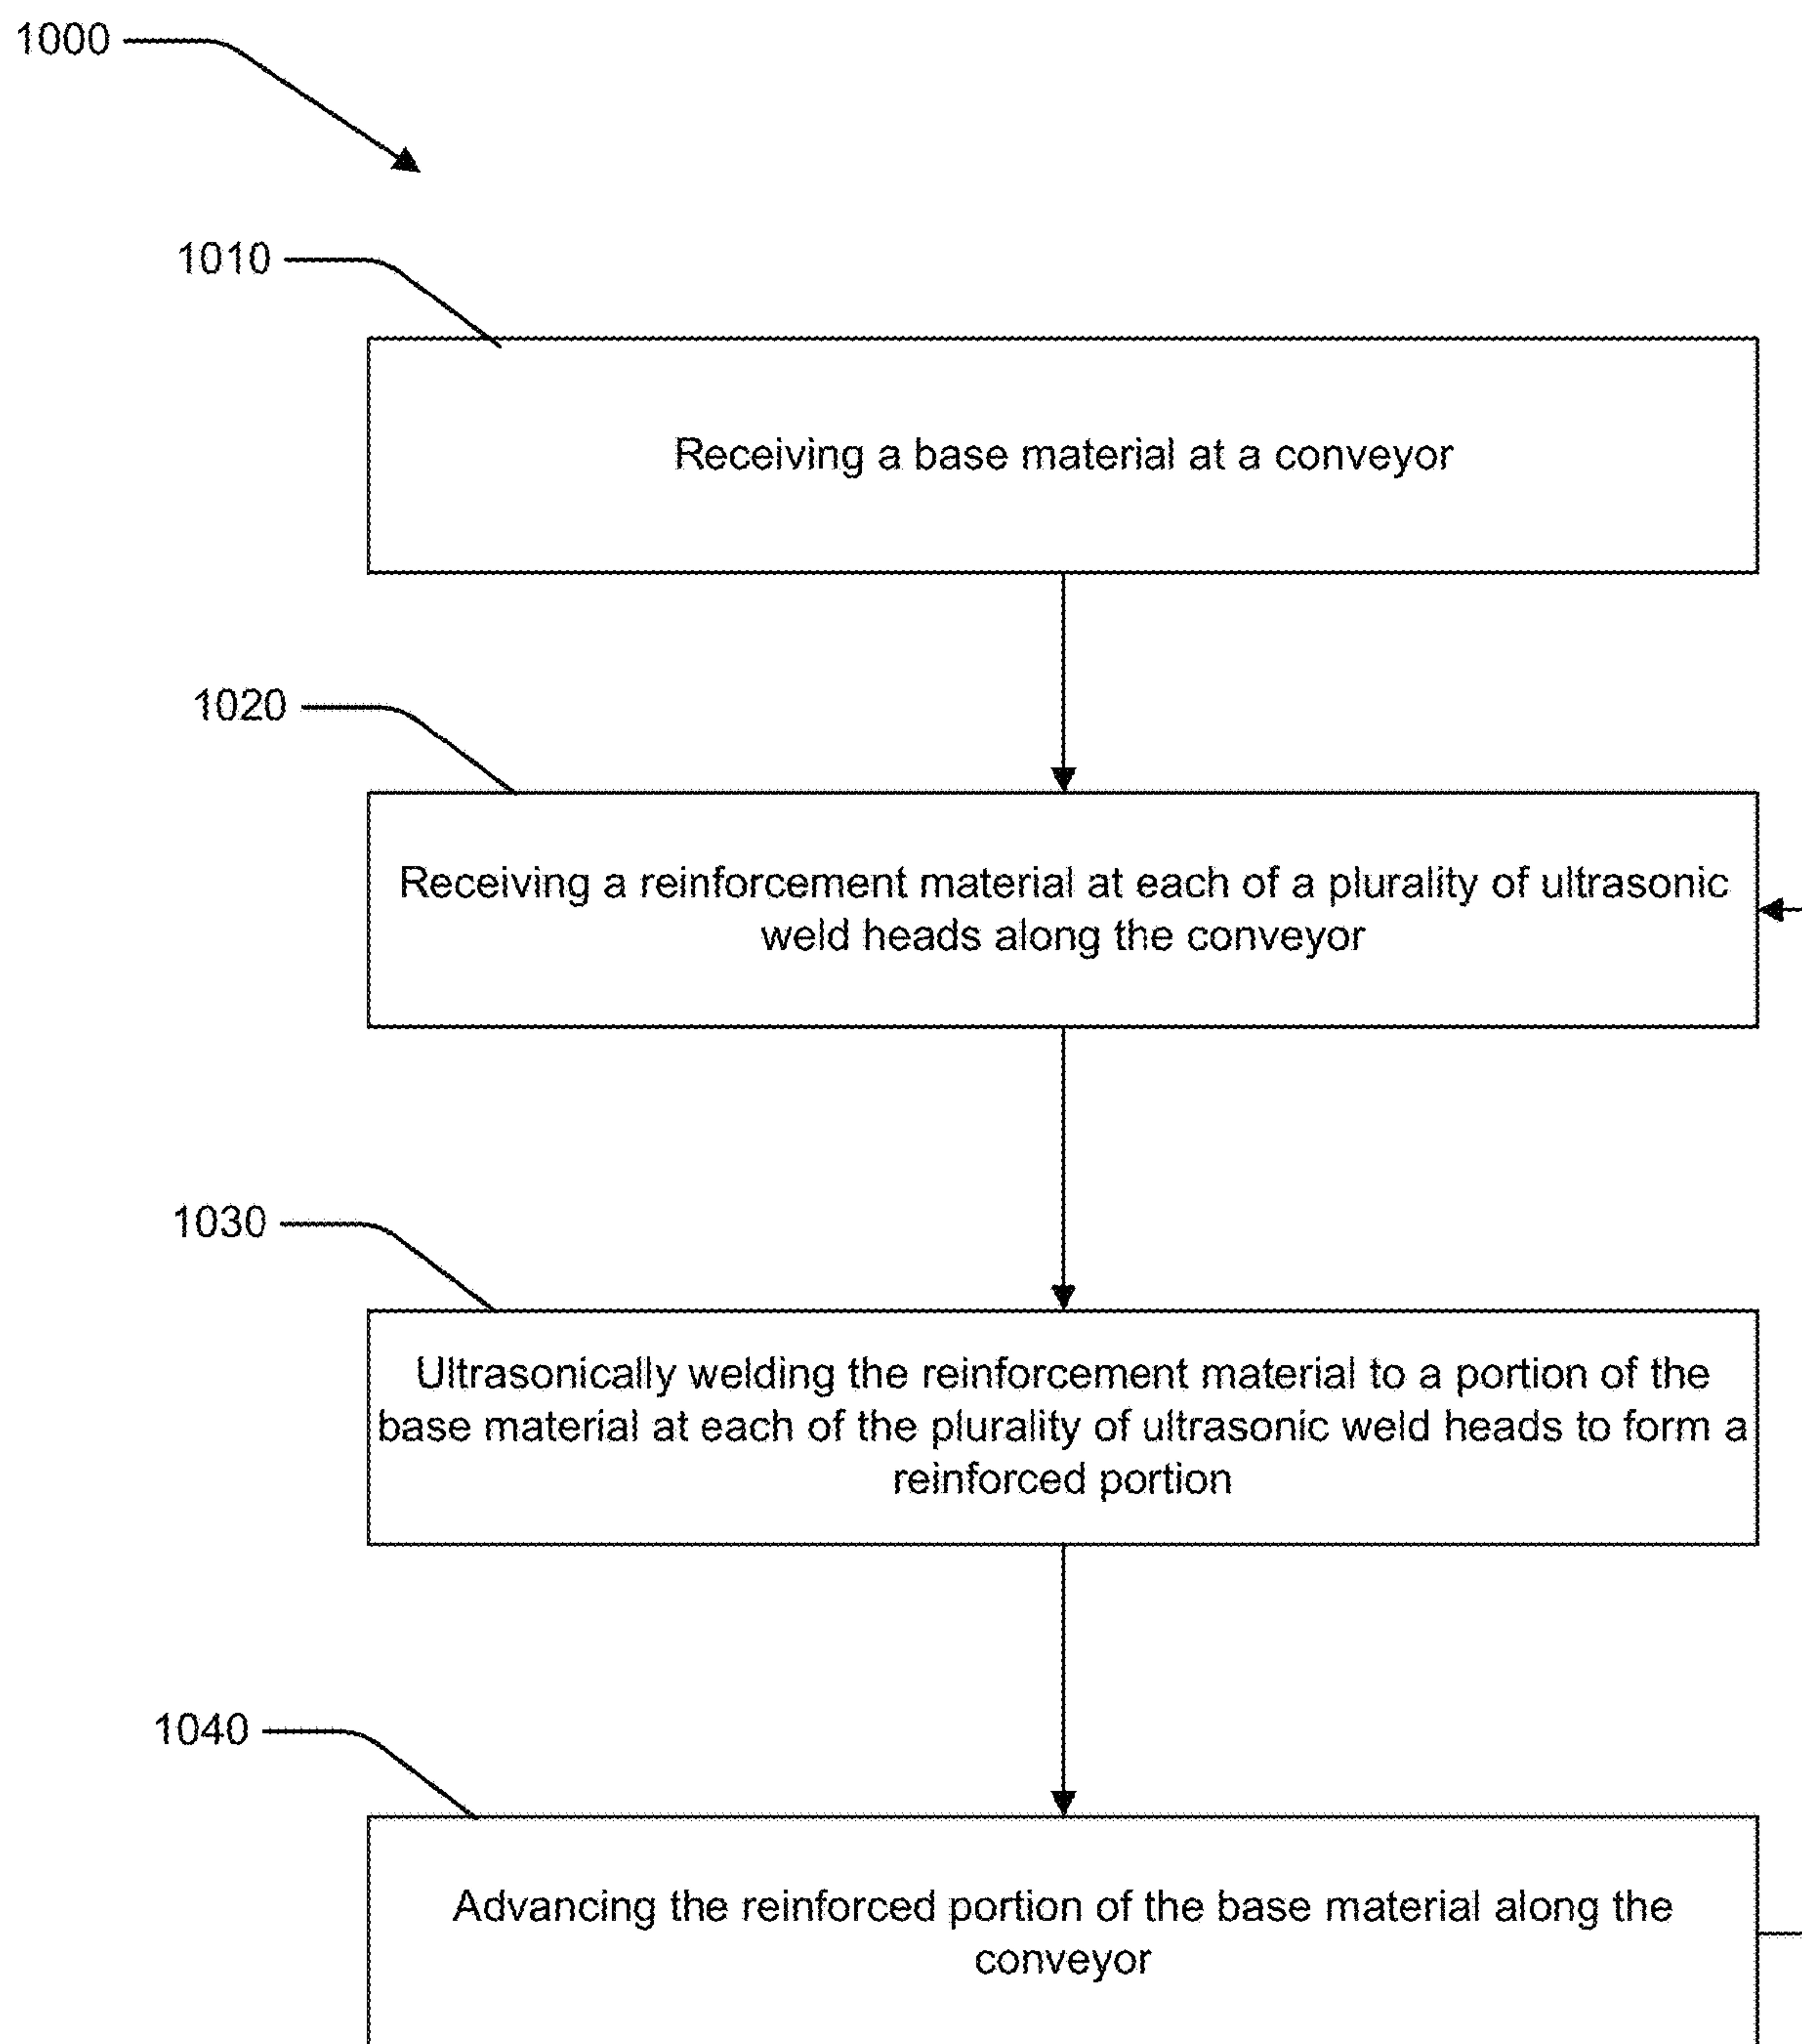 1000
1010
Receiving a base material at a conveyor
1020
Receiving a reinforcement material at each of a plurality of ultrasonic
weld heads along the conveyor
1030
Ultrasonically welding the reinforcement material to a portion of the
base material at each of the plurality of ultrasonic weld heads to form a
reinforced portion
1040
Advancing the reinforced portion of the base material along the
conveyor